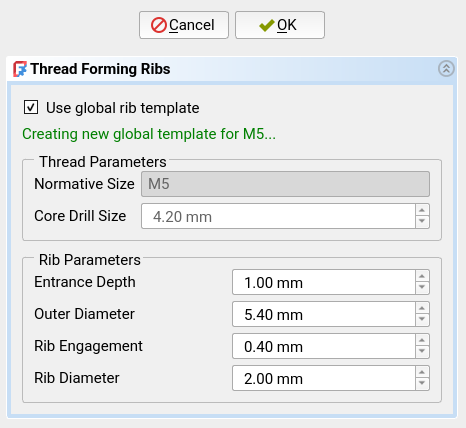 Cancel
OK
Thread Forming Ribs
Use global rib template
Creating new global template for M5...
Thread Parameters
Normative Size M5
Core Drill Size 4.20 mm
Rib Parameters
Entrance Depth 1.00 mm
Outer Diameter 5.40 mm
Rib Engagement 0.40 mm
Rib Diameter 2.00 mm